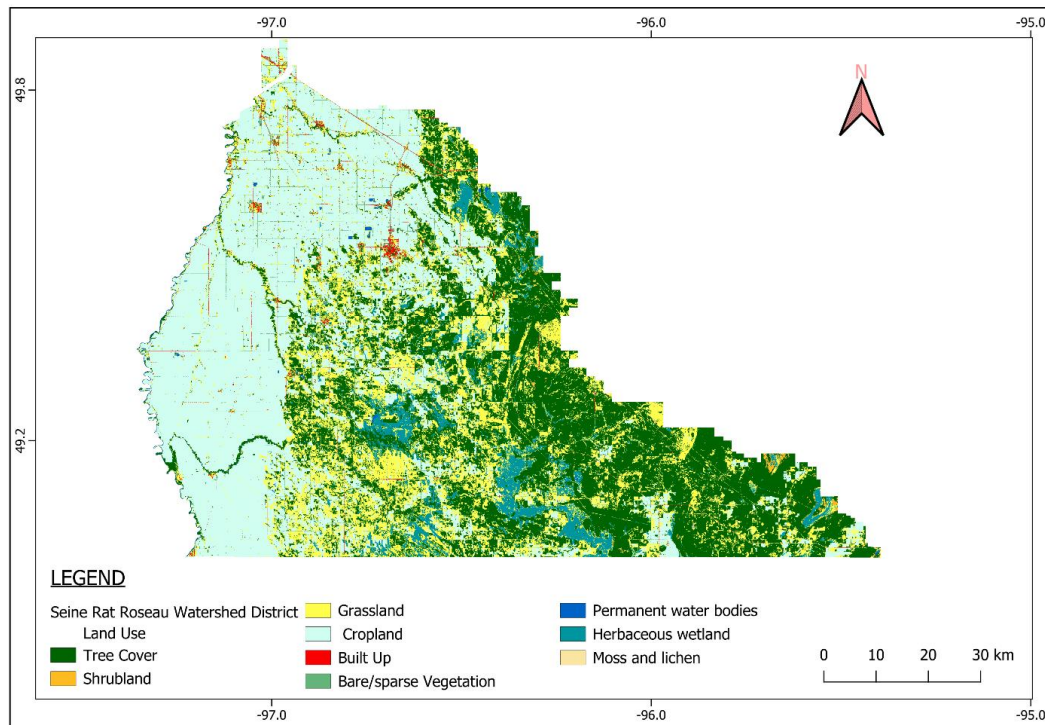 -97.0 -96.0 -95.0
N
49.8
49.2
LEGEND
Seine Rat Roseau Watershed District
Land Use
Tree Cover
Shrubland
Grassland
Cropland
Built Up
Bare/sparse Vegetation
Permanent water bodies
Herbaceous wetland
Moss and lichen
0 10 20 30 km
-97.0 -96.0 -95.0